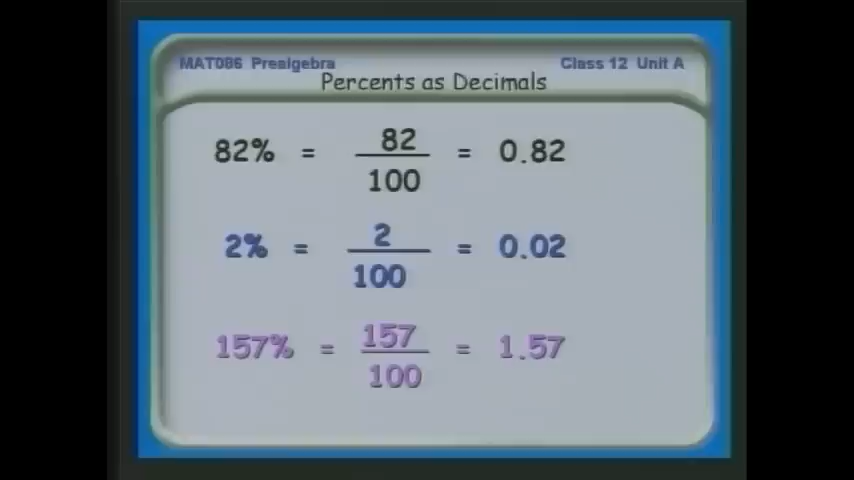 MAT086 Prealgebra Class 12 Unit A
Percents as Decimals
82% = 82/100 = 0.82
2% = 2/100 = 0.02
157% = 157/100 = 1.57